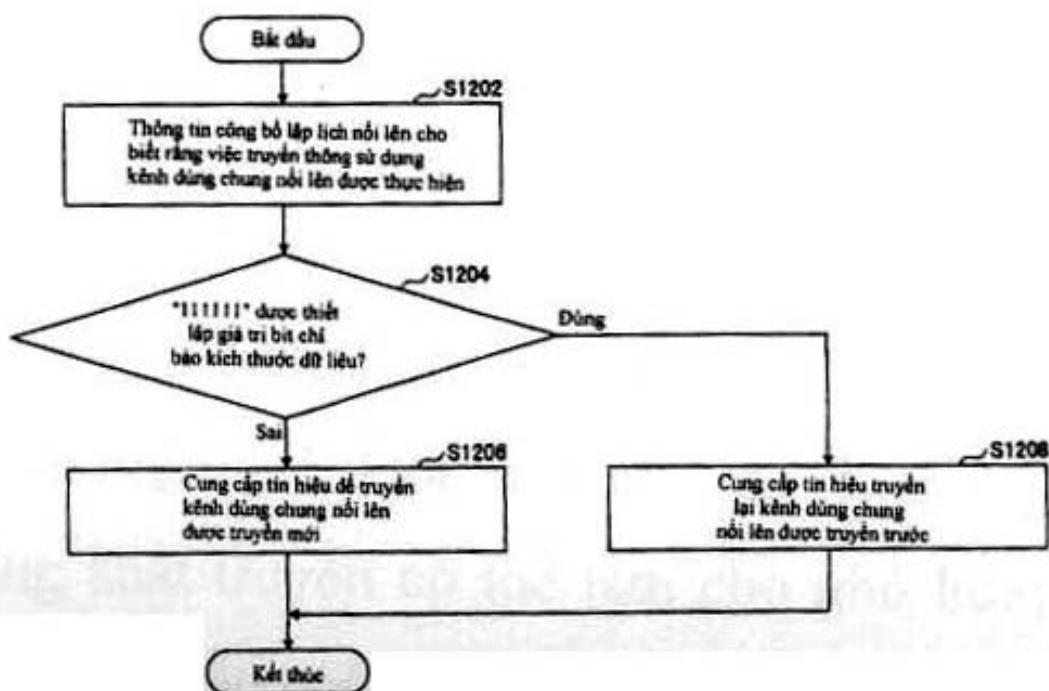 Bắt đầu
S1202
Thông tin công bố lập lịch nối lên cho
biết rằng việc truyền thông sử dụng
kênh dùng chung nối lên được thực hiện
S1204
"111111" được thiết
lập giá trị bit chỉ
báo kích thước dữ liệu?
Đúng
Sai
S1206
Cung cấp tín hiệu để truyền
kênh dùng chung nối lên
được truyền mới
S1208
Cung cấp tín hiệu truyền
lại kênh dùng chung
nối lên được truyền trước
Kết thúc